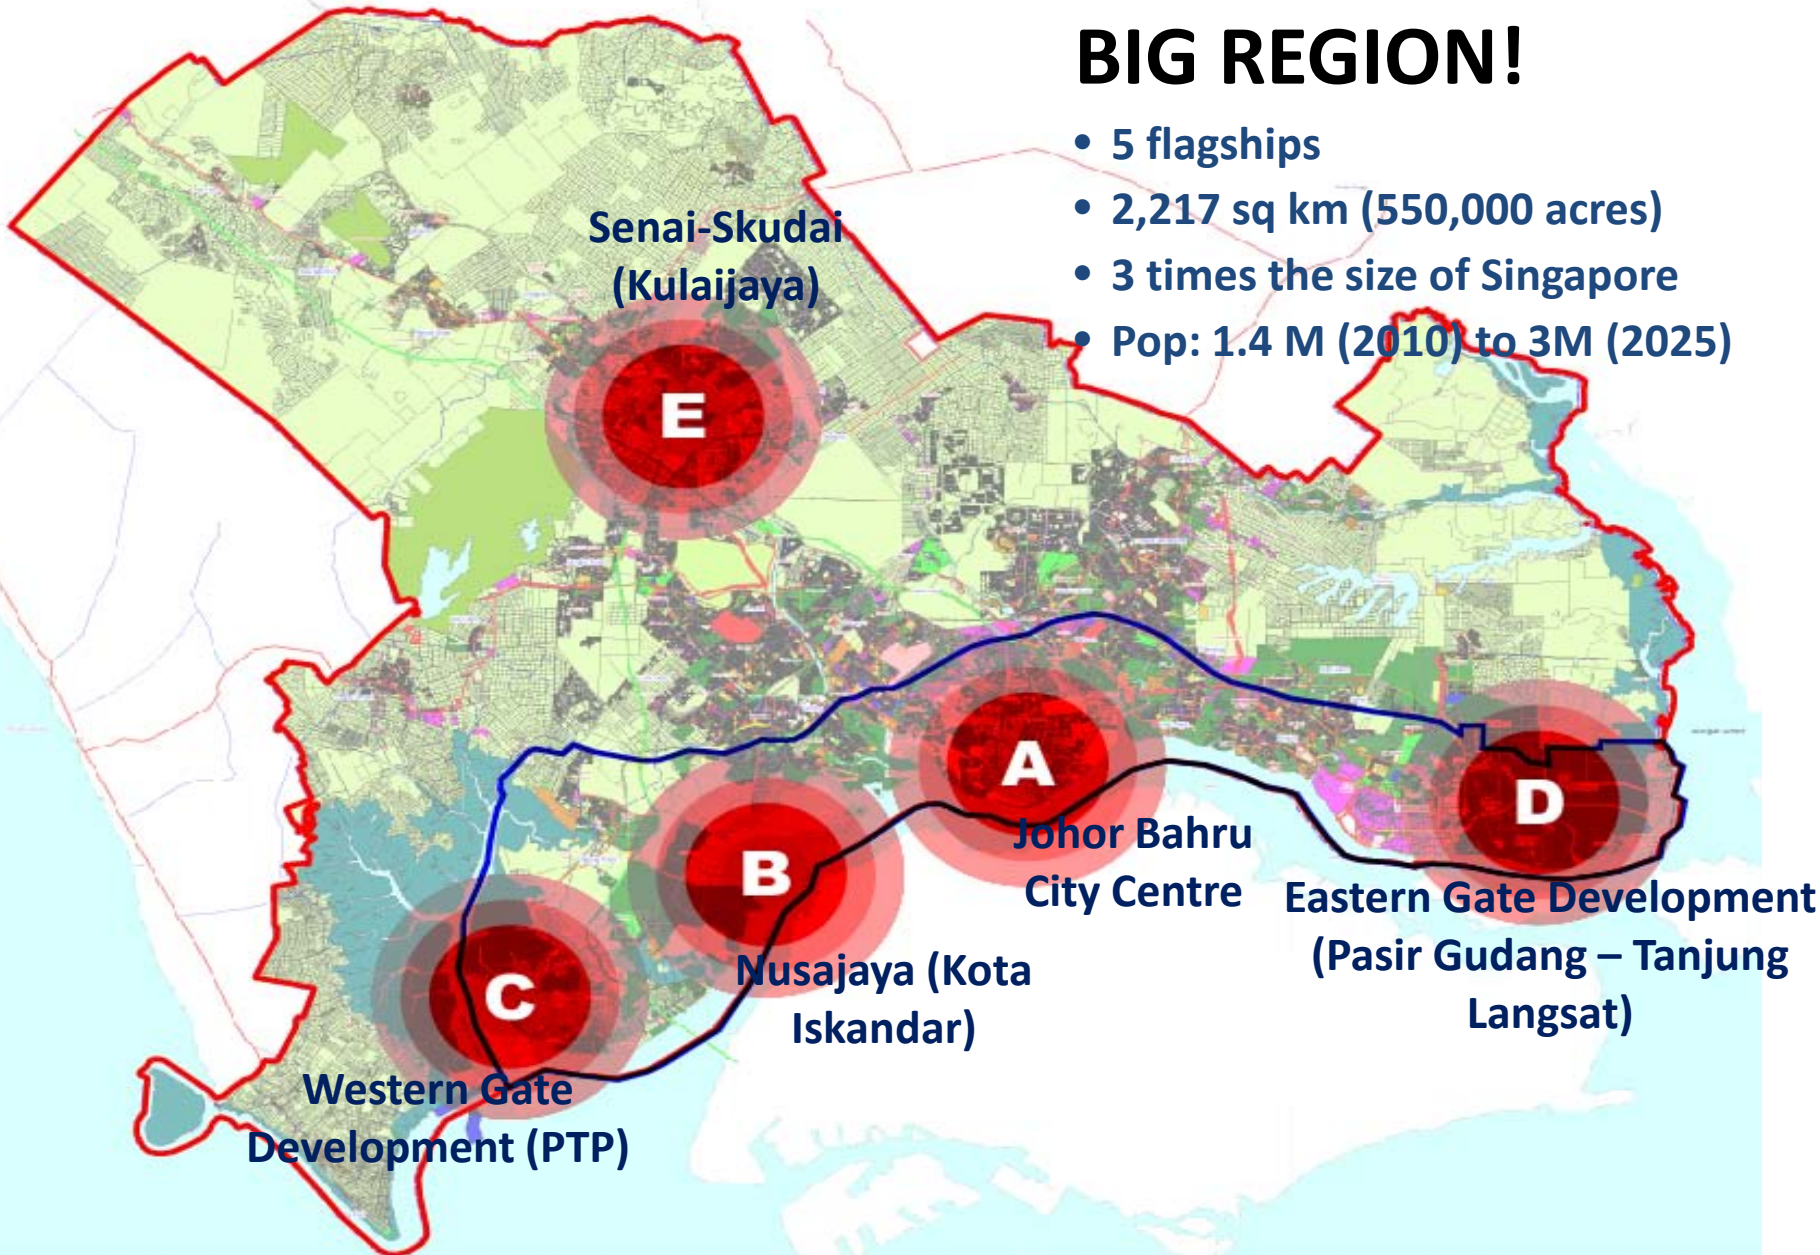 BIG REGION!
• 5 flagships
• 2,217 sq km (550,000 acres)
• 3 times the size of Singapore
• Pop: 1.4 M (2010) to 3M (2025)
Senai-Skudai
(Kulaijaya)
E
A
Johor Bahru
City Centre
D
Eastern Gate Development
(Pasir Gudang – Tanjung
Langsat)
B
Nusajaya (Kota
Iskandar)
C
Western Gate
Development (PTP)